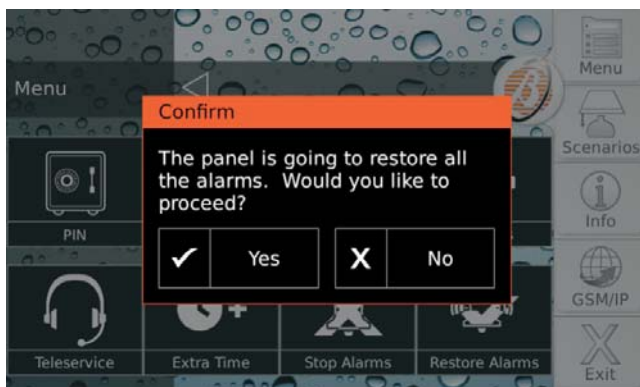 Menu
Menu
Confirm
The panel is going to restore all
the alarms. Would you like to
proceed?
Yes
No
Scenarios
PIN
Info
GSM/IP
Teleservice
Extra Time
Stop Alarms
Restore Alarms
Exit